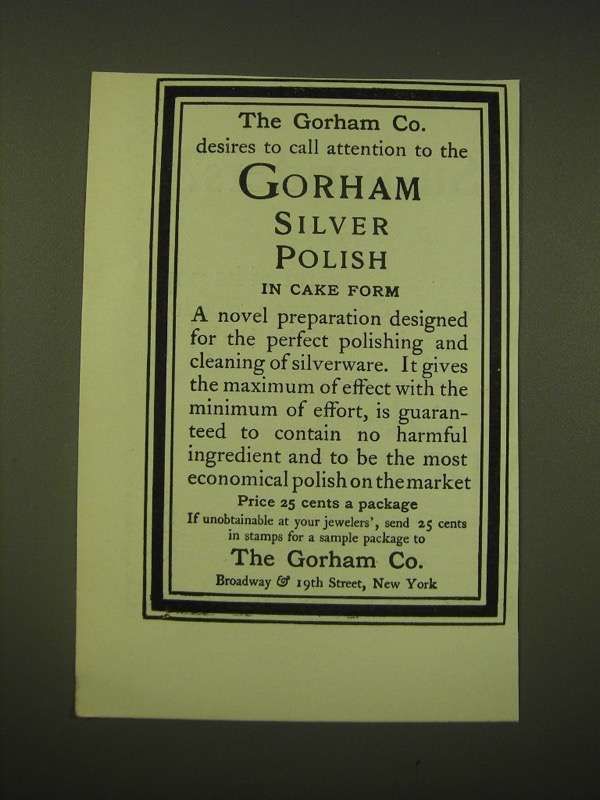 The Gorham Co.
desires to call attention to the
GORHAM
SILVER
POLISH
IN CAKE FORM
A novel preparation designed
for the perfect polishing and
cleaning of silverware. It gives
the maximum of effect with the
minimum of effort, is guaran-
teed to contain no harmful
ingredient and to be the most
economical polish on the market
Price 25 cents a package
If unobtainable at your jewelers', send 25 cents
in stamps for a sample package to
The Gorham Co.
Broadway & 19th Street, New York